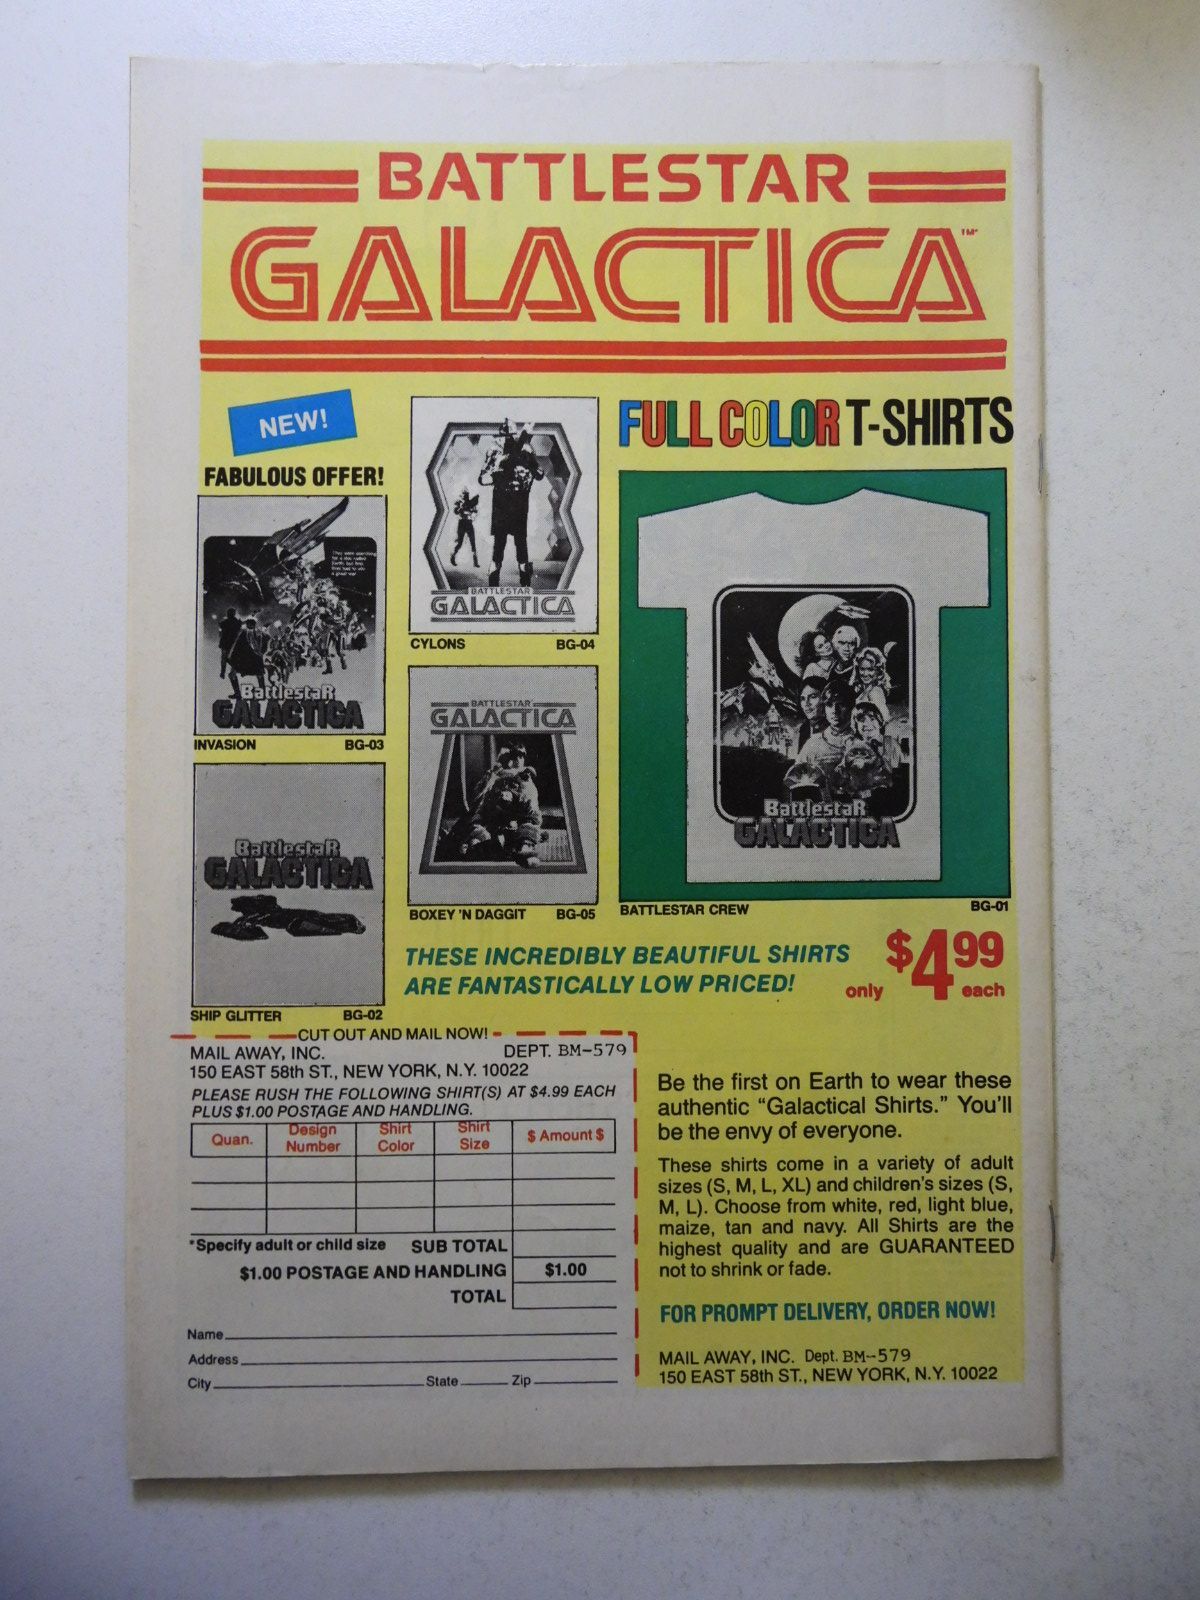 BATTLESTAR
GALACTICA™
NEW!
FABULOUS OFFER!
BattlestaR
GALACTICA
INVASION BG-03
BattlestaR
GALACTICA
SHIP GLITTER BG-02
BATTLESTAR
GALACTICA
CYLONS BG-04
BATTLESTAR
GALACTICA
BOXEY 'N DAGGIT BG-05
FULL COLOR T-SHIRTS
BattlestaR
GALACTICA
BATTLESTAR CREW BG-01
THESE INCREDIBLY BEAUTIFUL SHIRTS
ARE FANTASTICALLY LOW PRICED!
only $4.99 each
CUT OUT AND MAIL NOW!
MAIL AWAY, INC. DEPT. BM-579
150 EAST 58th ST., NEW YORK, N.Y. 10022
PLEASE RUSH THE FOLLOWING SHIRT(S) AT $4.99 EACH
PLUS $1.00 POSTAGE AND HANDLING.
Quan. Design Number Shirt Color Shirt Size $ Amount $
*Specify adult or child size SUB TOTAL
$1.00 POSTAGE AND HANDLING $1.00
TOTAL
Name
Address
City State Zip
Be the first on Earth to wear these
authentic "Galactical Shirts." You'll
be the envy of everyone.
These shirts come in a variety of adult
sizes (S, M, L, XL) and children's sizes (S,
M, L). Choose from white, red, light blue,
maize, tan and navy. All Shirts are the
highest quality and are GUARANTEED
not to shrink or fade.
FOR PROMPT DELIVERY, ORDER NOW!
MAIL AWAY, INC. Dept. BM-579
150 EAST 58th ST., NEW YORK, N.Y. 10022